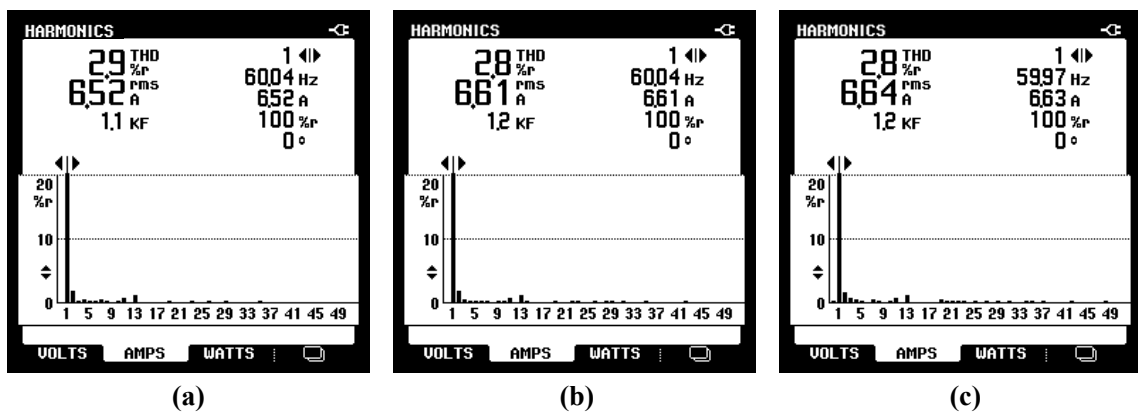 HARMONICS
2.9 THD %r
6.52 rms A
1.1 KF
1
60.04 Hz
6.52 A
100 %r
0 °
20
%r
10
0
1 5 9 13 17 21 25 29 33 37 41 45 49
VOLTS AMPS WATTS
(a)
HARMONICS
2.8 THD %r
6.61 rms A
1.2 KF
1
60.04 Hz
6.61 A
100 %r
0 °
20
%r
10
0
1 5 9 13 17 21 25 29 33 37 41 45 49
VOLTS AMPS WATTS
(b)
HARMONICS
2.8 THD %r
6.64 rms A
1.2 KF
1
59.97 Hz
6.63 A
100 %r
0 °
20
%r
10
0
1 5 9 13 17 21 25 29 33 37 41 45 49
VOLTS AMPS WATTS
(c)